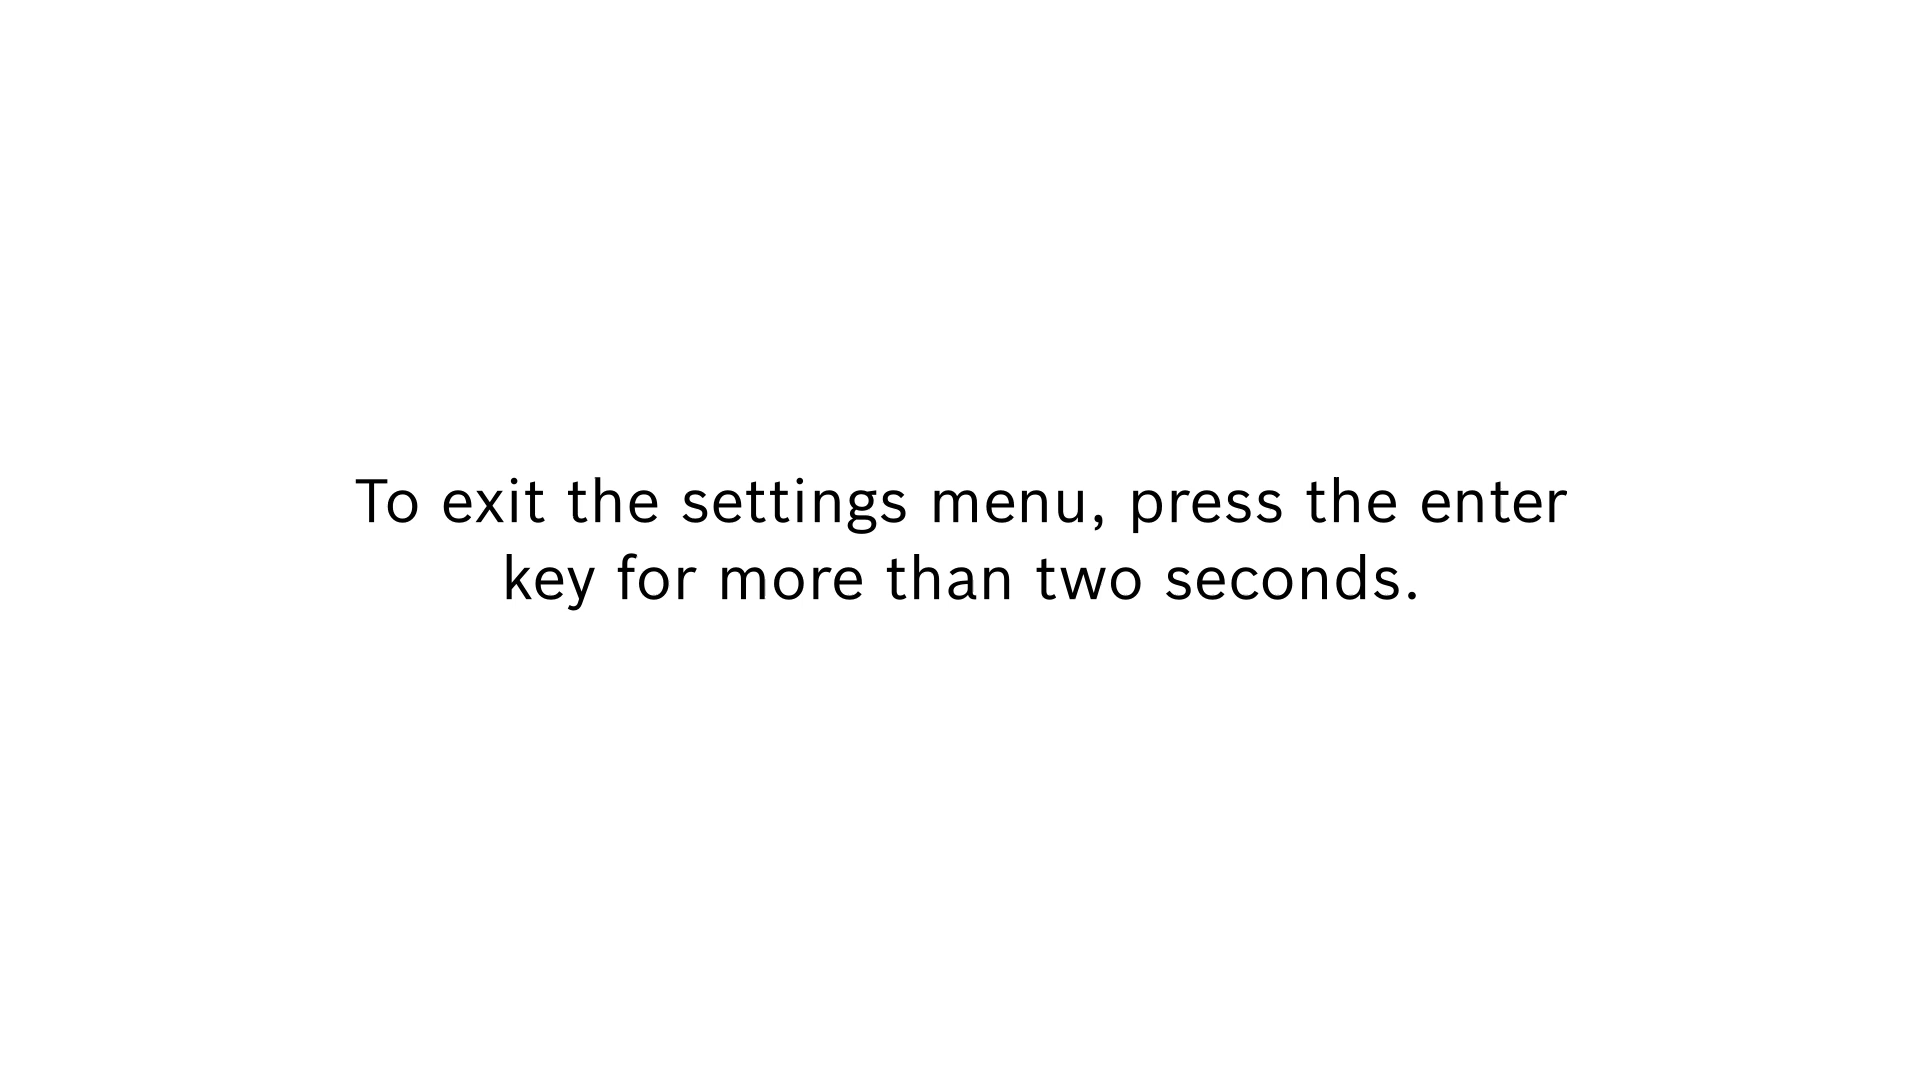 To exit the settings menu, press the enter
key for more than two seconds.